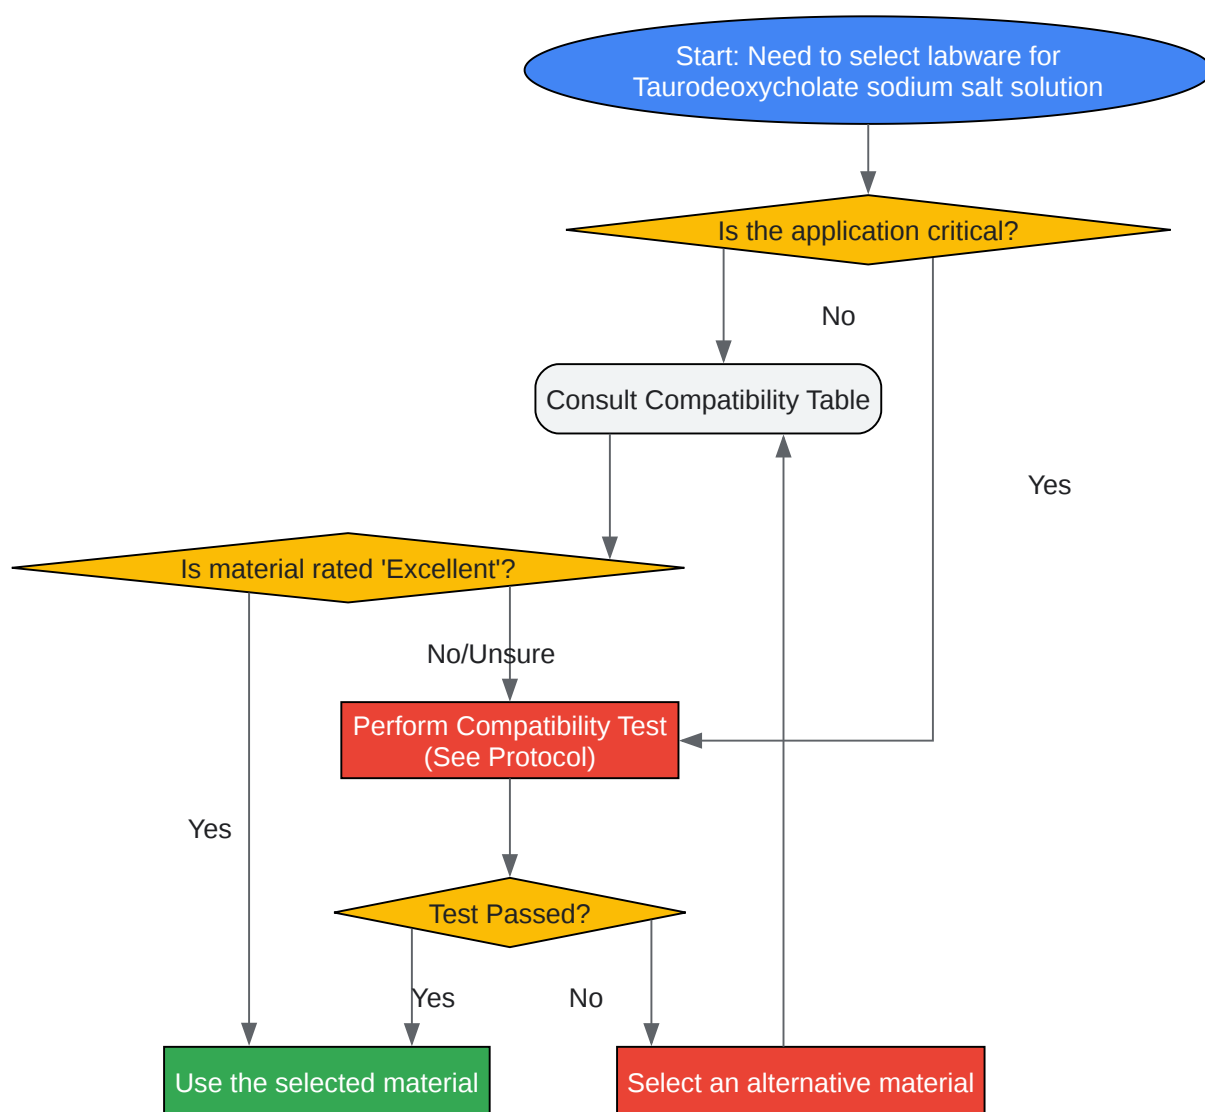 Start: Need to select labware for
Taurodeoxycholate sodium salt solution
Is the application critical?
No
Consult Compatibility Table
Yes
Is material rated 'Excellent'?
No/Unsure
Perform Compatibility Test
(See Protocol)
Yes
Test Passed?
Yes
No
Use the selected material
Select an alternative material